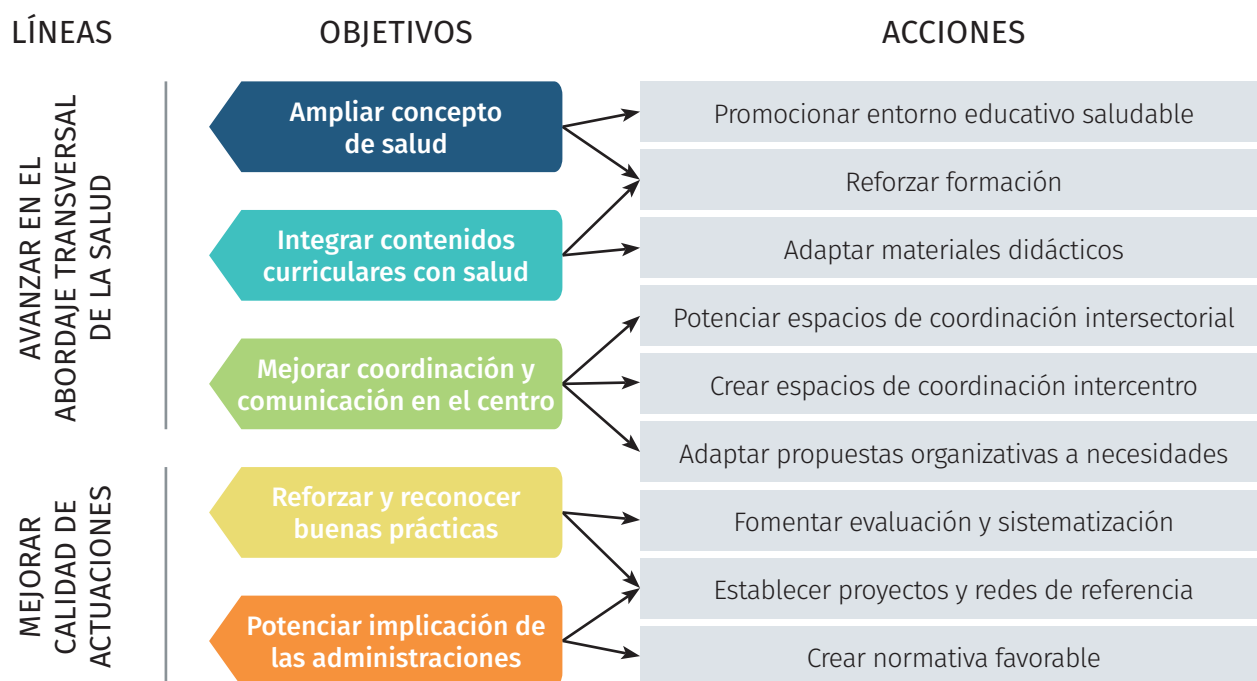 LÍNEAS
OBJETIVOS
ACCIONES
AVANZAR EN EL
ABORDAJE TRANSVERSAL
DE LA SALUD
Ampliar concepto
de salud
Integrar contenidos
curriculares con salud
Mejorar coordinación y
comunicación en el centro
Promocionar entorno educativo saludable
Reforzar formación
Adaptar materiales didácticos
Potenciar espacios de coordinación intersectorial
Crear espacios de coordinación intercentro
Adaptar propuestas organizativas a necesidades
MEJORAR
CALIDAD DE
ACTUACIONES
Reforzar y reconocer
buenas prácticas
Potenciar implicación de
las administraciones
Fomentar evaluación y sistematización
Establecer proyectos y redes de referencia
Crear normativa favorable